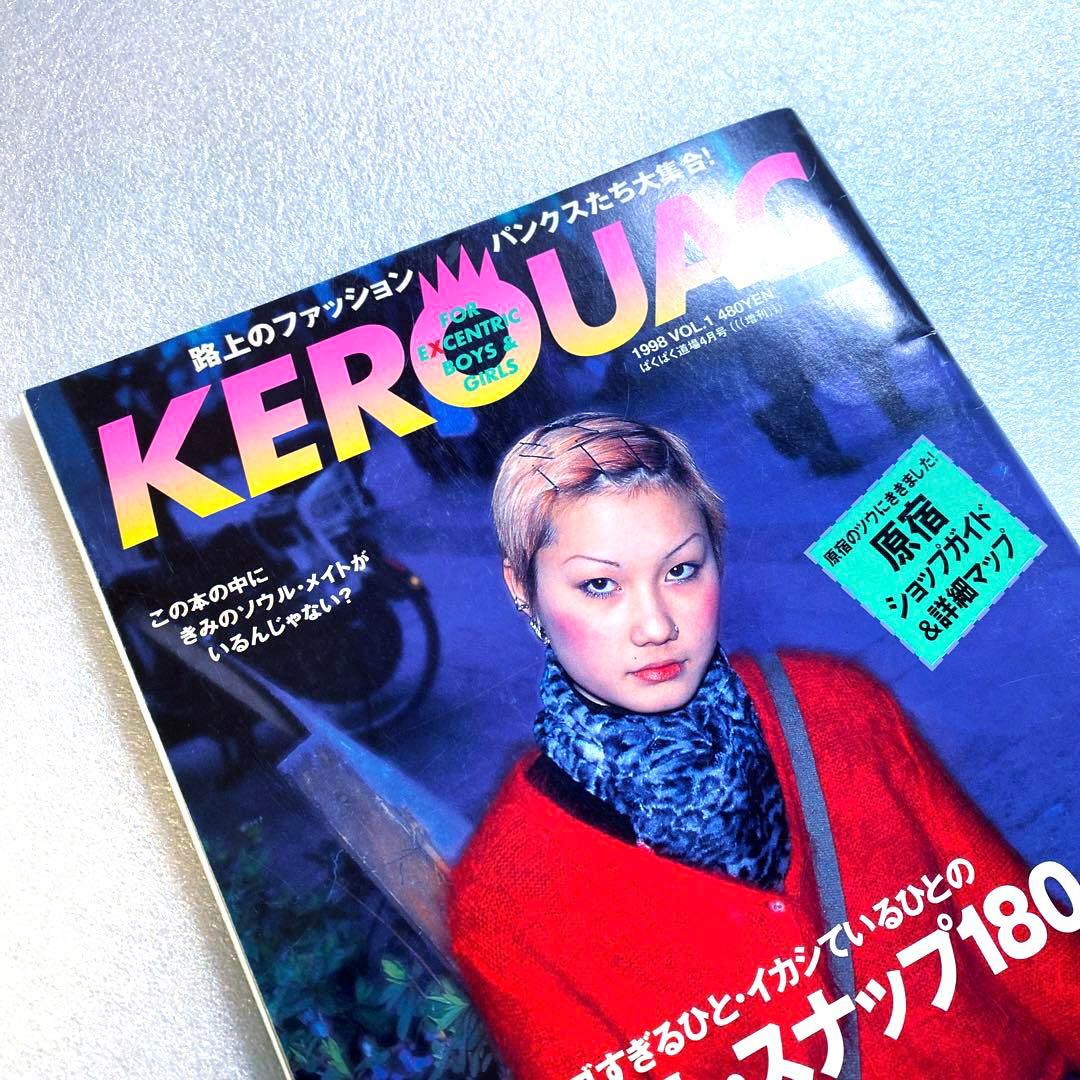 路上のファッション パンクスたち大集合!
KEROUAC
FOR
EXCENTRIC
BOYS &
GIRLS
1998 VOL.1 480YEN
ばくばく道場4月号(((増刊)))
この本の中に
きみのソウル・メイトが
いるんじゃない?
原宿のツウにききました!
原宿
ショップガイド
&詳細マップ
すぎるひと・イカシているひとの
・スナップ180